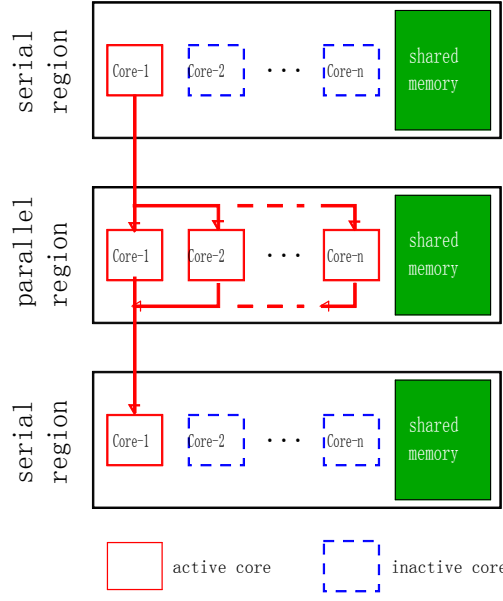 serial
region
Core-1
Core-2
...
Core-n
shared
memory
parallel
region
Core-1
Core-2
...
Core-n
shared
memory
serial
region
Core-1
Core-2
...
Core-n
shared
memory
active core
inactive core